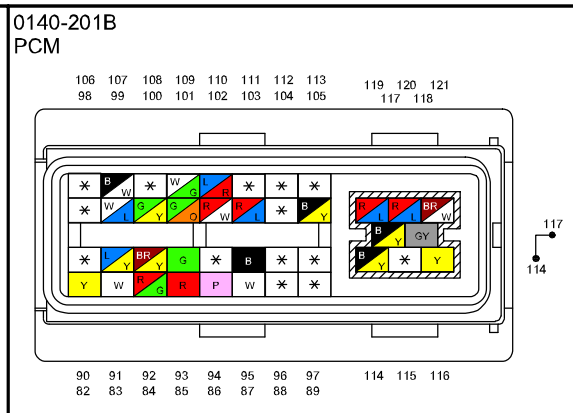 0140-201B
PCM
106 107 108 109 110 111 112 113
98 99 100 101 102 103 104 105
119 120 121
117 118
* B W * W G L R * * *
* W L G Y G O R W R L * B Y
R L R L BR W
B Y GY
B Y * Y
* L Y BR Y G * B * *
Y W R G R P W * *
117
114
90 91 92 93 94 95 96 97
82 83 84 85 86 87 88 89
114 115 116